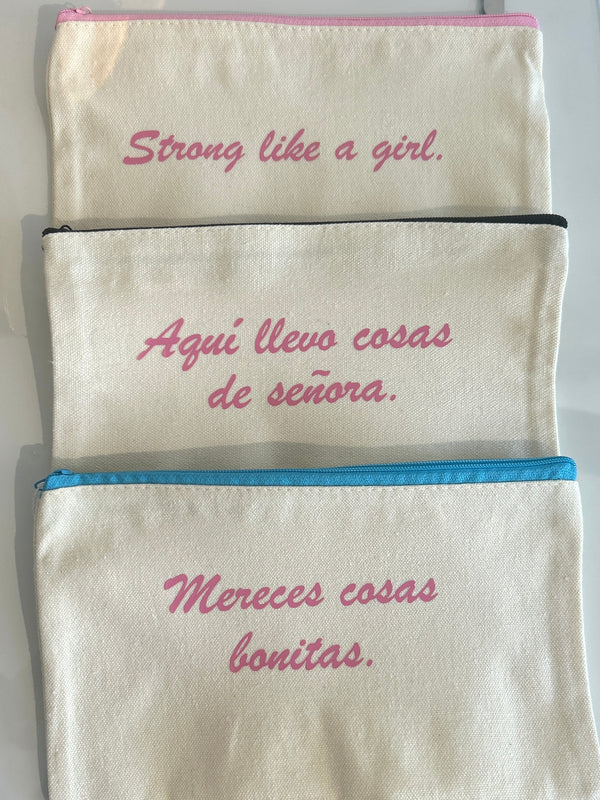 Strong like a girl.
Aquí llevo cosas
de señora.
Mereces cosas
bonitas.